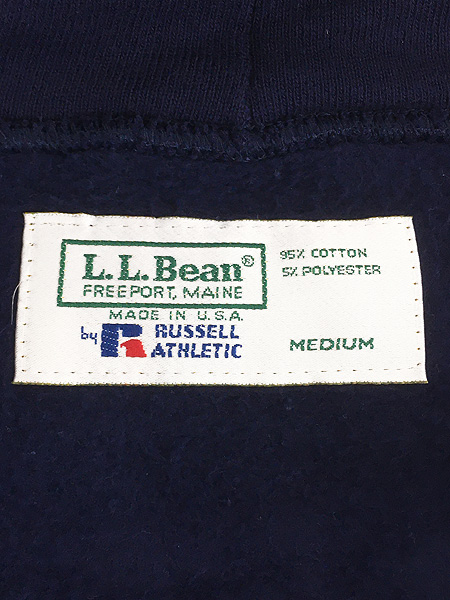 L.L.Bean®
FREEPORT, MAINE
MADE IN U.S.A.
by RUSSELL
ATHLETIC
95% COTTON
5% POLYESTER
MEDIUM